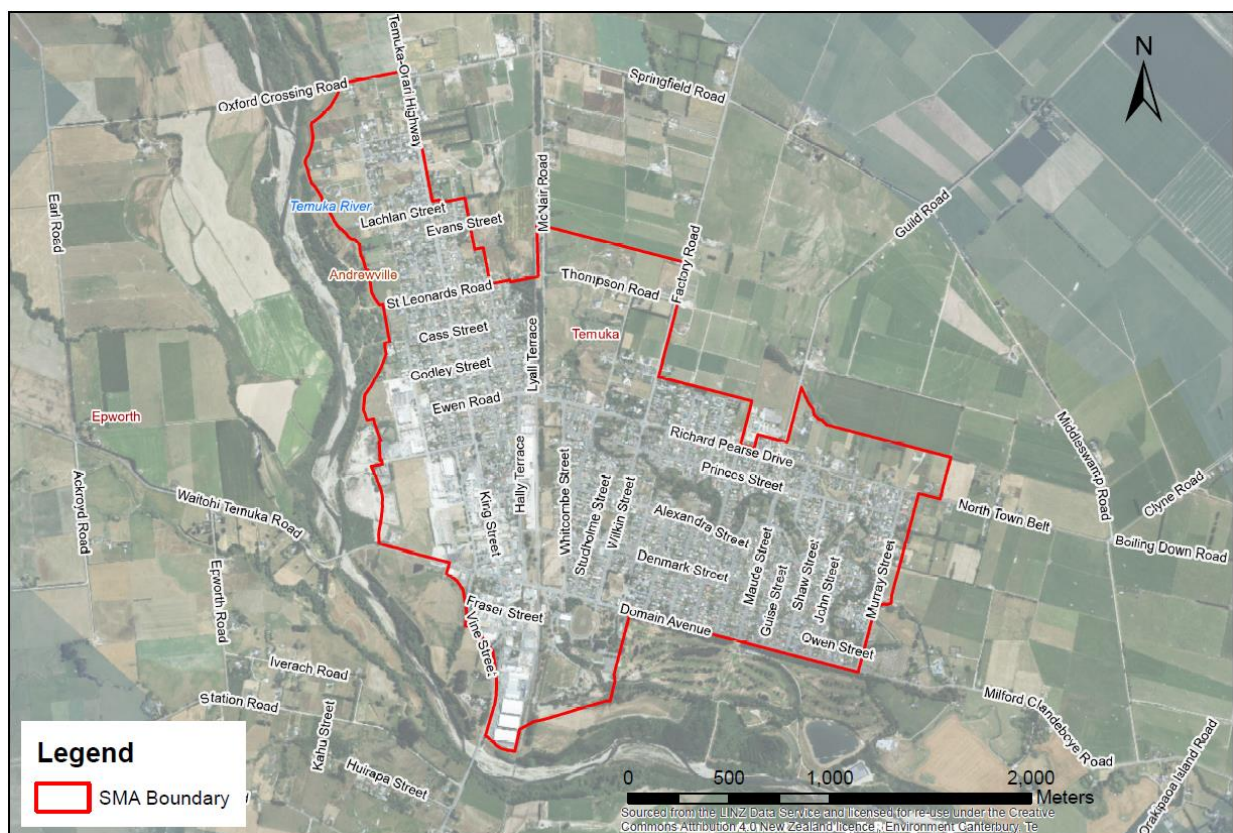 Oxford Crossing Road
Temuka-Orari Highway
Springfield Road
N
Earl Road
Temuka River
Lachlan Street
Evans Street
McNair Road
Guild Road
Andrewville
St Leonards Road
Thompson Road
Factory Road
Cass Street
Lyall Terrace
Temuka
Godley Street
Ewen Road
Epworth
Richard Pearse Drive
Middleswamp Road
Princes Street
Ackroyd Road
Waitohi Temuka Road
King Street
Hally Terrace
Whitcombe Street
Studholme Street
Wilkin Street
Alexandra Street
North Town Belt
Clyne Road
Boiling Down Road
Denmark Street
Maude Street
Guise Street
Shaw Street
John Street
Murray Street
Epworth Road
Fraser Street
Vine Street
Domain Avenue
Owen Street
Iverach Road
Station Road
Kahu Street
Huirapa Street
Milford Clandeboye Road
Orakipaoa Island Road
Legend
SMA Boundary
0 500 1,000 2,000
Meters
Sourced from the LINZ Data Service and licensed for re-use under the Creative
Commons Attribution 4.0 New Zealand licence., Environment Canterbury, Te